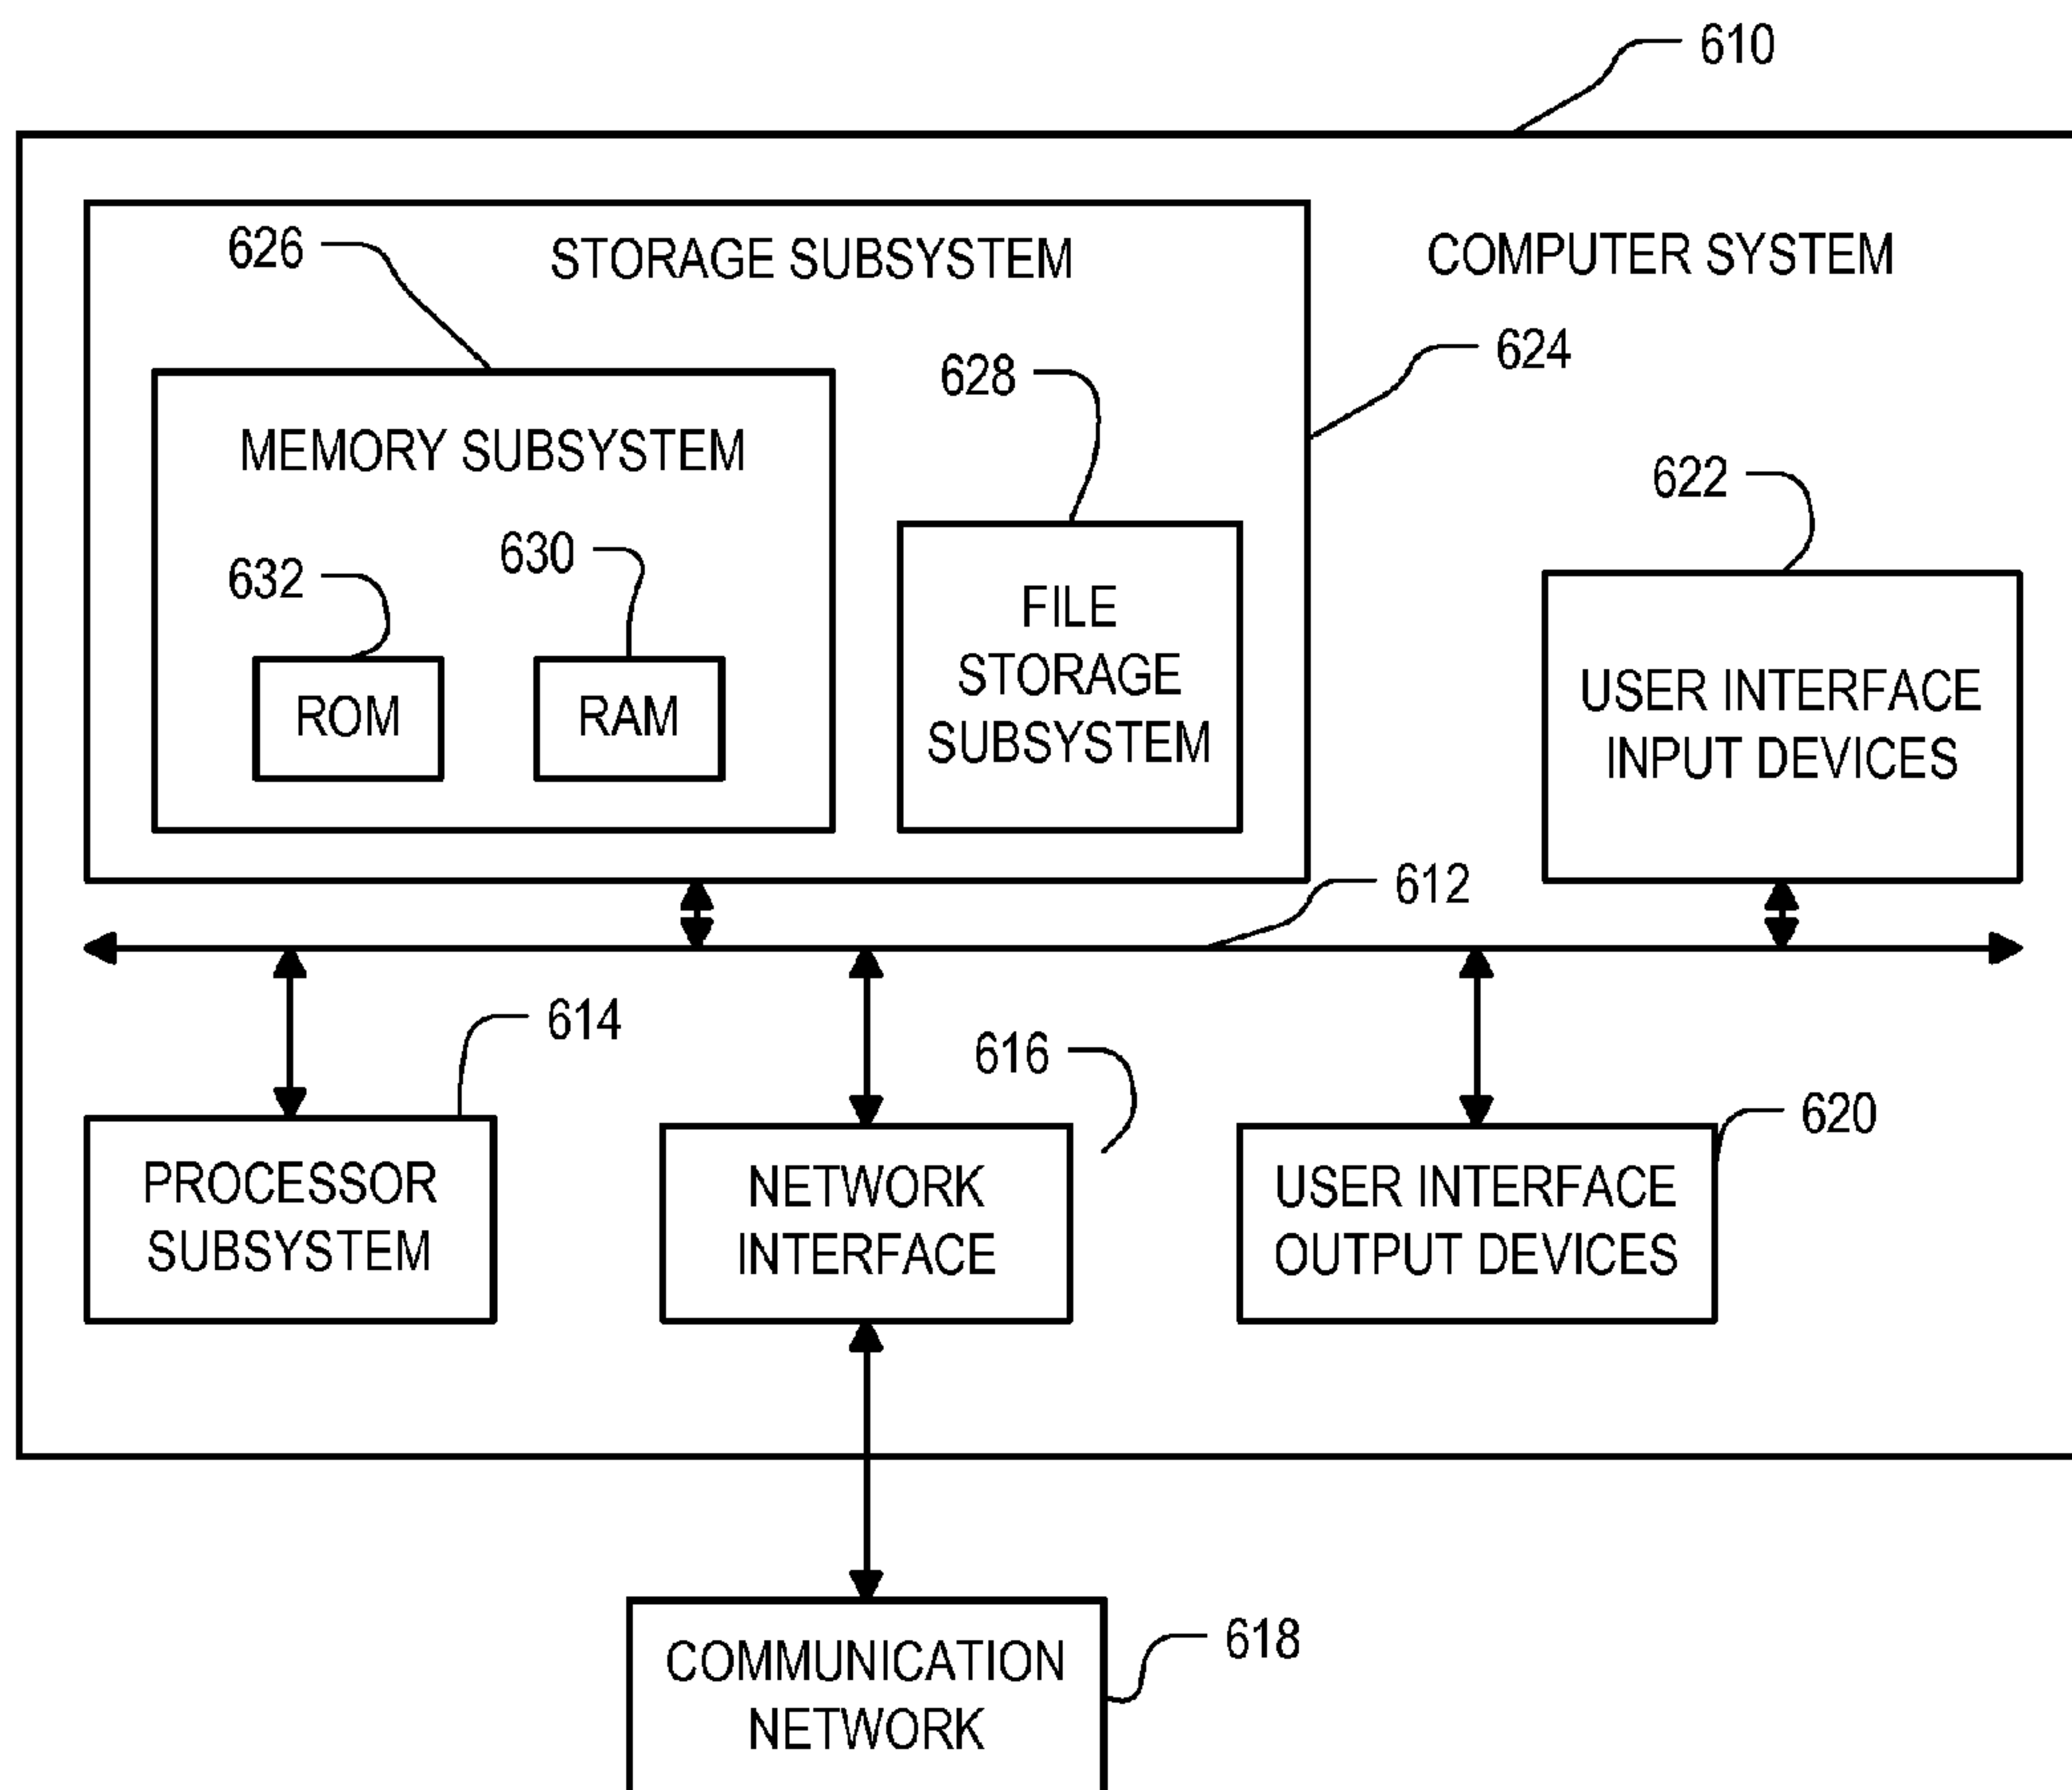 610
626
STORAGE SUBSYSTEM
COMPUTER SYSTEM
624
628
MEMORY SUBSYSTEM
622
632
630
FILE
STORAGE
SUBSYSTEM
ROM
RAM
USER INTERFACE
INPUT DEVICES
612
614
616
620
PROCESSOR
SUBSYSTEM
NETWORK
INTERFACE
USER INTERFACE
OUTPUT DEVICES
618
COMMUNICATION
NETWORK